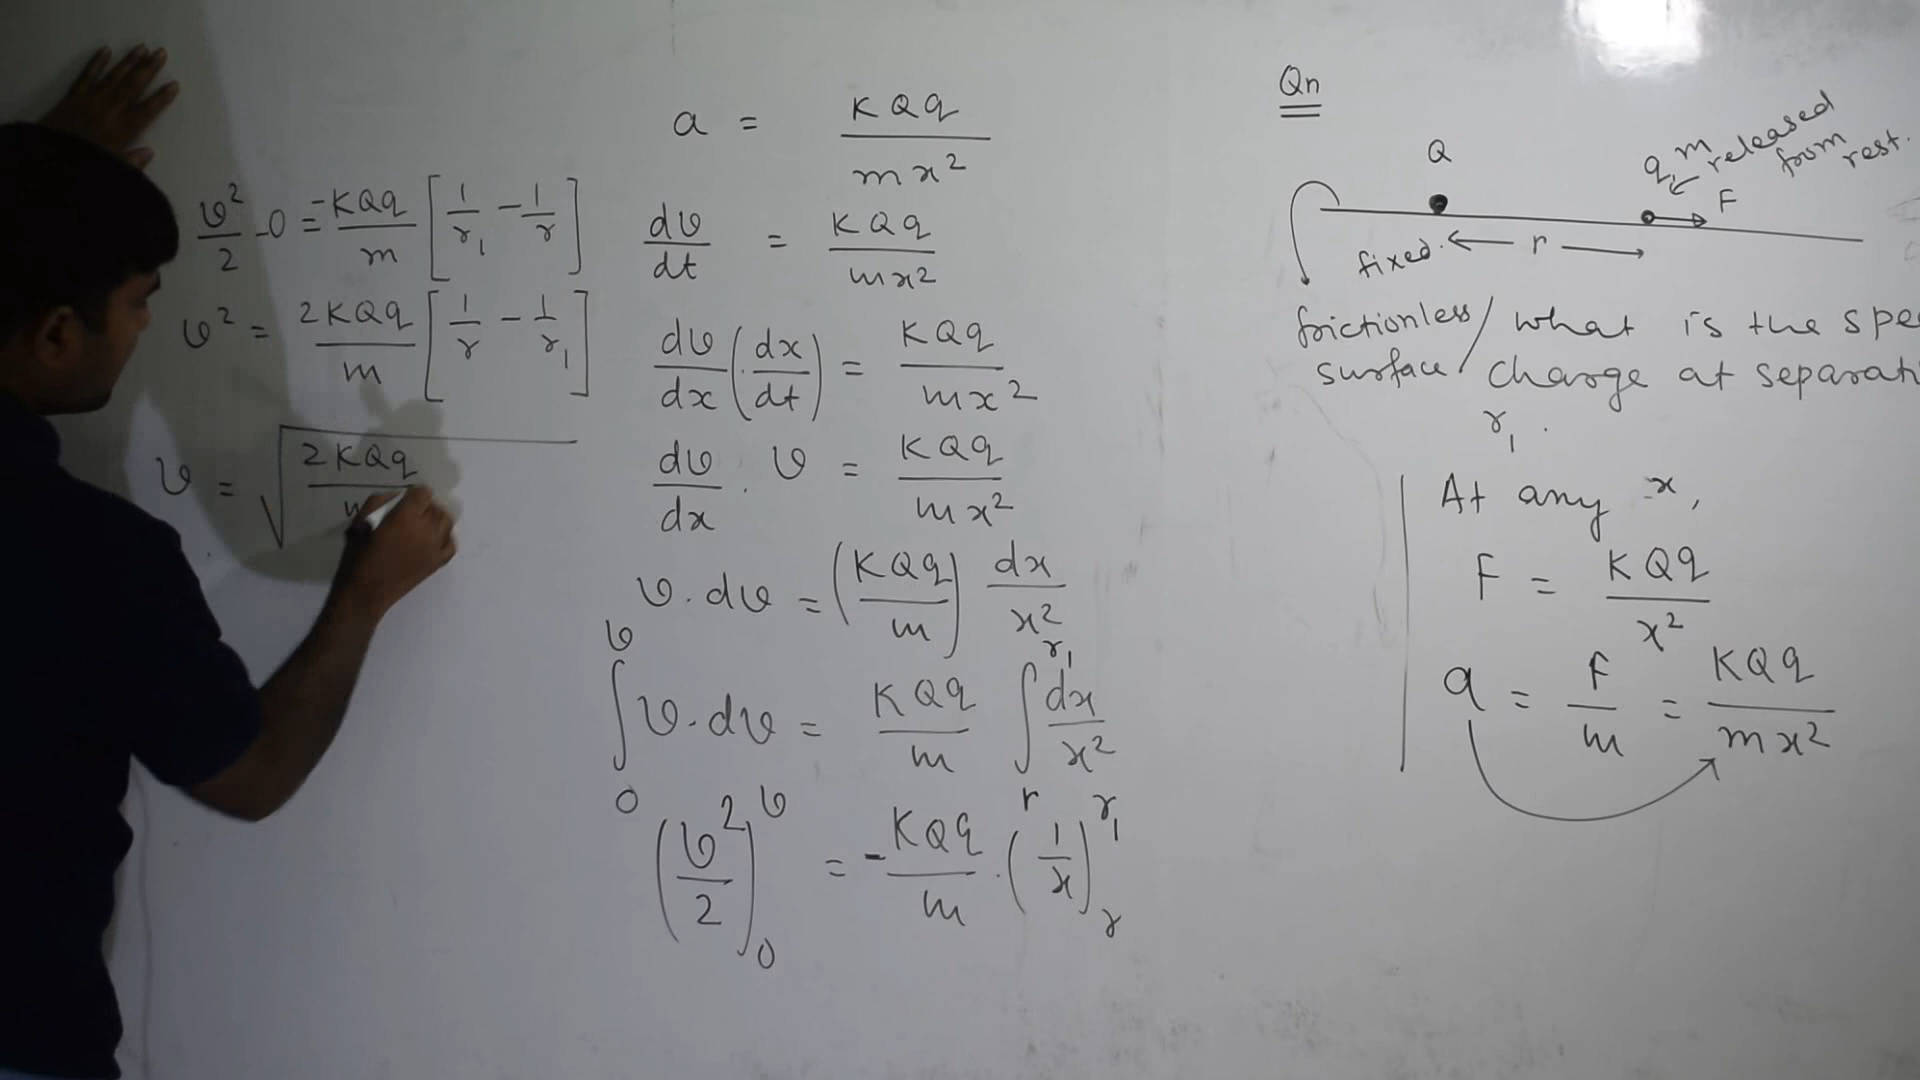 Qn
Q
q, m released from rest.
F
fixed. r
frictionless surface / what is the
charge at
r₁ .
At any x,
F = KQq / x²
a = F / m = KQq / mx²
a = KQq / mx²
dv/dt = KQq / mx²
dv/dx (dx/dt) = KQq / mx²
dv/dx . v = KQq / mx²
v. dv = (KQq / m) dx / x²
∫₀^v v. dv = KQq / m ∫_r^r₁ dx / x²
(v² / 2)₀^v = -KQq / m . (1/x)_r^r₁
v²/2 - 0 = -KQq / m [1/r₁ - 1/r]
v² = 2KQq / m [1/r - 1/r₁]
v = √ 2KQq